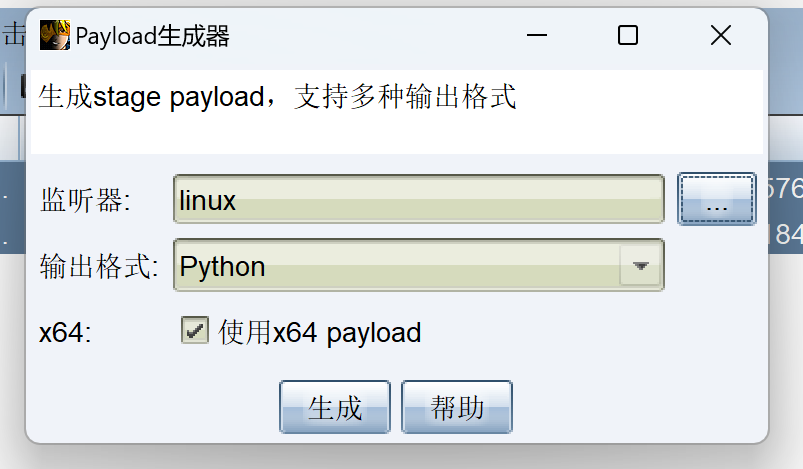 击
Payload生成器
生成stage payload，支持多种输出格式
监听器:
linux
...
576
输出格式:
Python
184
x64:
使用x64 payload
生成
帮助